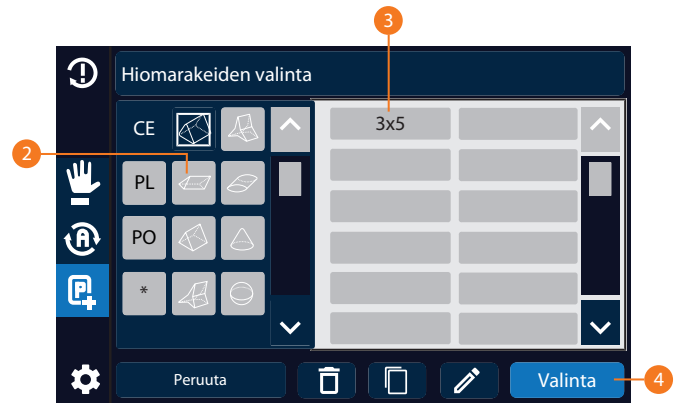 3
Hiomarakeiden valinta
CE
3x5
2
PL
PO
*
Peruuta
Valinta
4